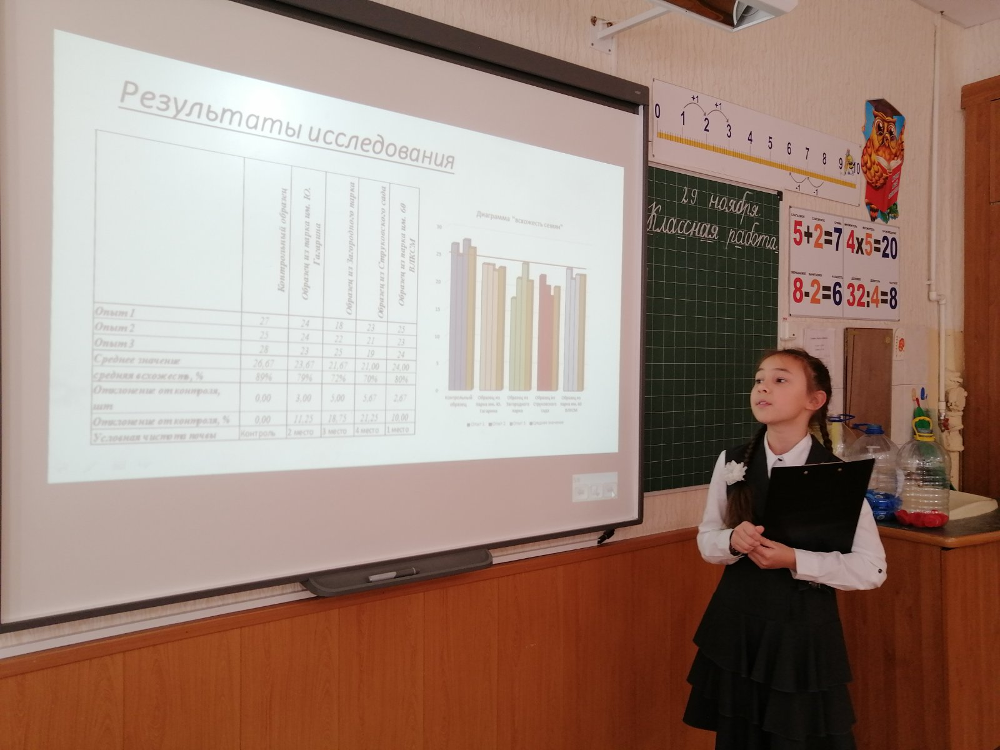 Результаты исследования
Контрольный образец
Образец из парка им. Ю. Гагарина
Образец из Загородного парка
Образец из Струковского сада
Образец из парка им. 60 ВЛКСМ
Опыт 1 27 24 18 23 25
Опыт 2 25 24 22 21 23
Опыт 3 28 23 25 19 24
Среднее значение 26,67 23,67 21,67 21,00 24,00
средняя всхожесть, % 89% 79% 72% 70% 80%
Отклонение от контроля, шт 0,00 3,00 5,00 5,67 2,67
Отклонение от контроля, % 0,00 11,25 18,75 21,25 10,00
Условная чистота почвы Контроль 2 место 3 место 4 место 1 место
Диаграмма "всхожесть семян"
30
25
20
15
10
5
0
Контрольный образец
Образец из парка им. Ю. Гагарина
Образец из Загородного парка
Образец из Струковского сада
Образец из парка им. 60 ВЛКСМ
Опыт 1 Опыт 2 Опыт 3 Среднее значение
+1 +1
0 1 2 3 4 5 6 7 8 9 10
-1 -1
29 ноября.
Классная работа.
слагаемое слагаемое сумма множитель множитель произведение
5+2=7 4x5=20
уменьшаемое вычитаемое разность делимое делитель частное
8-2=6 32:4=8